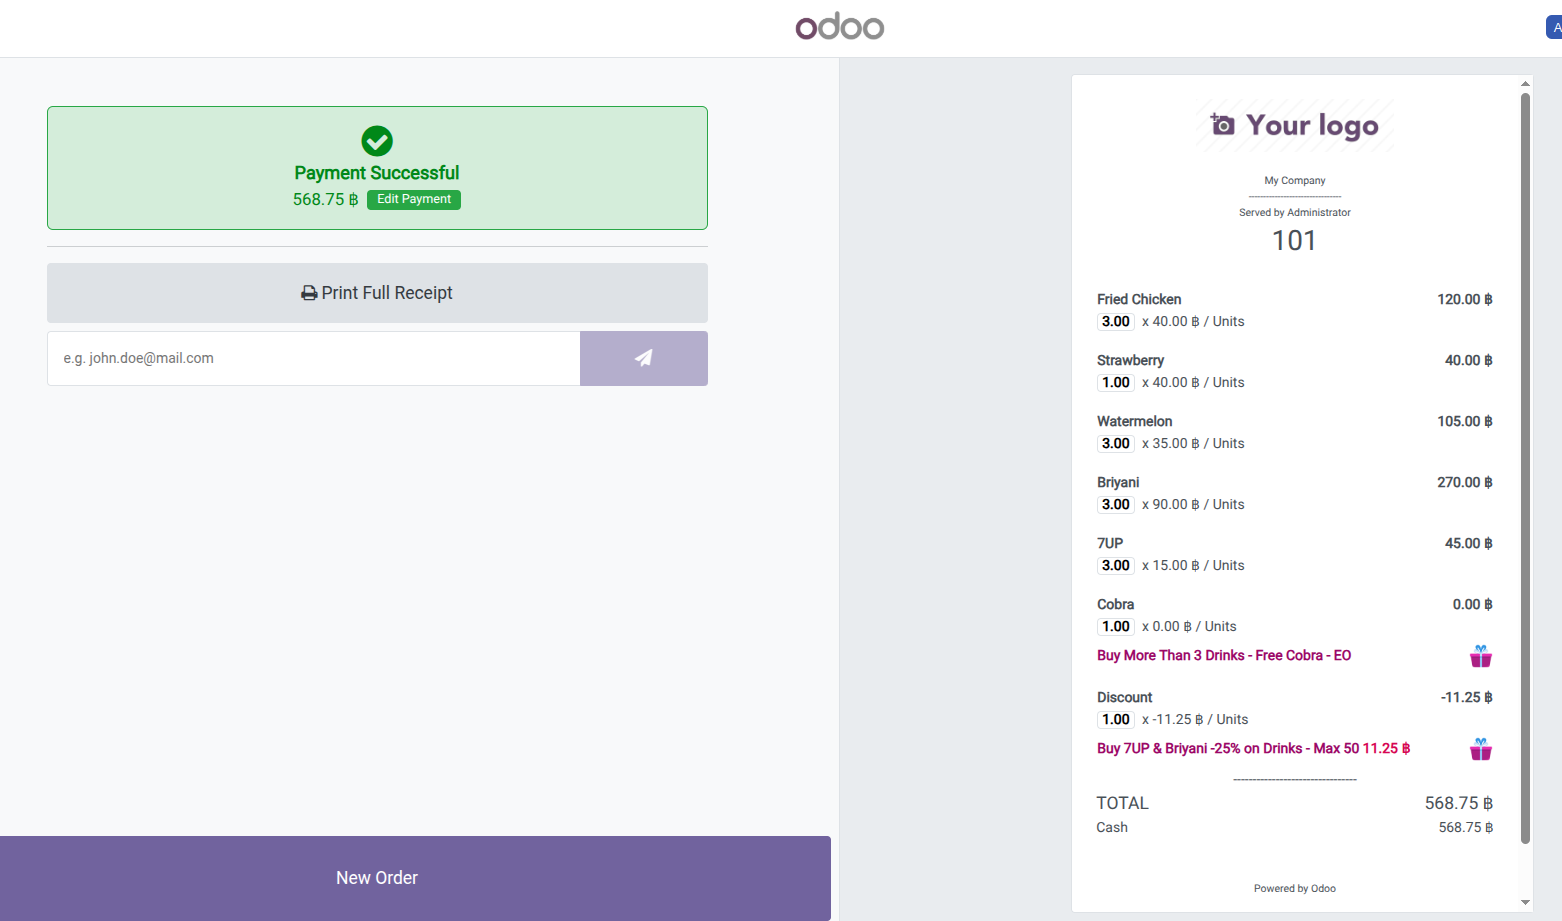 odoo
A
Payment Successful
568.75 ฿ Edit Payment
Print Full Receipt
e.g. john.doe@mail.com
New Order
Your logo
My Company
--------------------------------
Served by Administrator
101
Fried Chicken 120.00 ฿
3.00 x 40.00 ฿ / Units
Strawberry 40.00 ฿
1.00 x 40.00 ฿ / Units
Watermelon 105.00 ฿
3.00 x 35.00 ฿ / Units
Briyani 270.00 ฿
3.00 x 90.00 ฿ / Units
7UP 45.00 ฿
3.00 x 15.00 ฿ / Units
Cobra 0.00 ฿
1.00 x 0.00 ฿ / Units
Buy More Than 3 Drinks - Free Cobra - EO
Discount -11.25 ฿
1.00 x -11.25 ฿ / Units
Buy 7UP & Briyani -25% on Drinks - Max 50 11.25 ฿
--------------------------------
TOTAL 568.75 ฿
Cash 568.75 ฿
Powered by Odoo